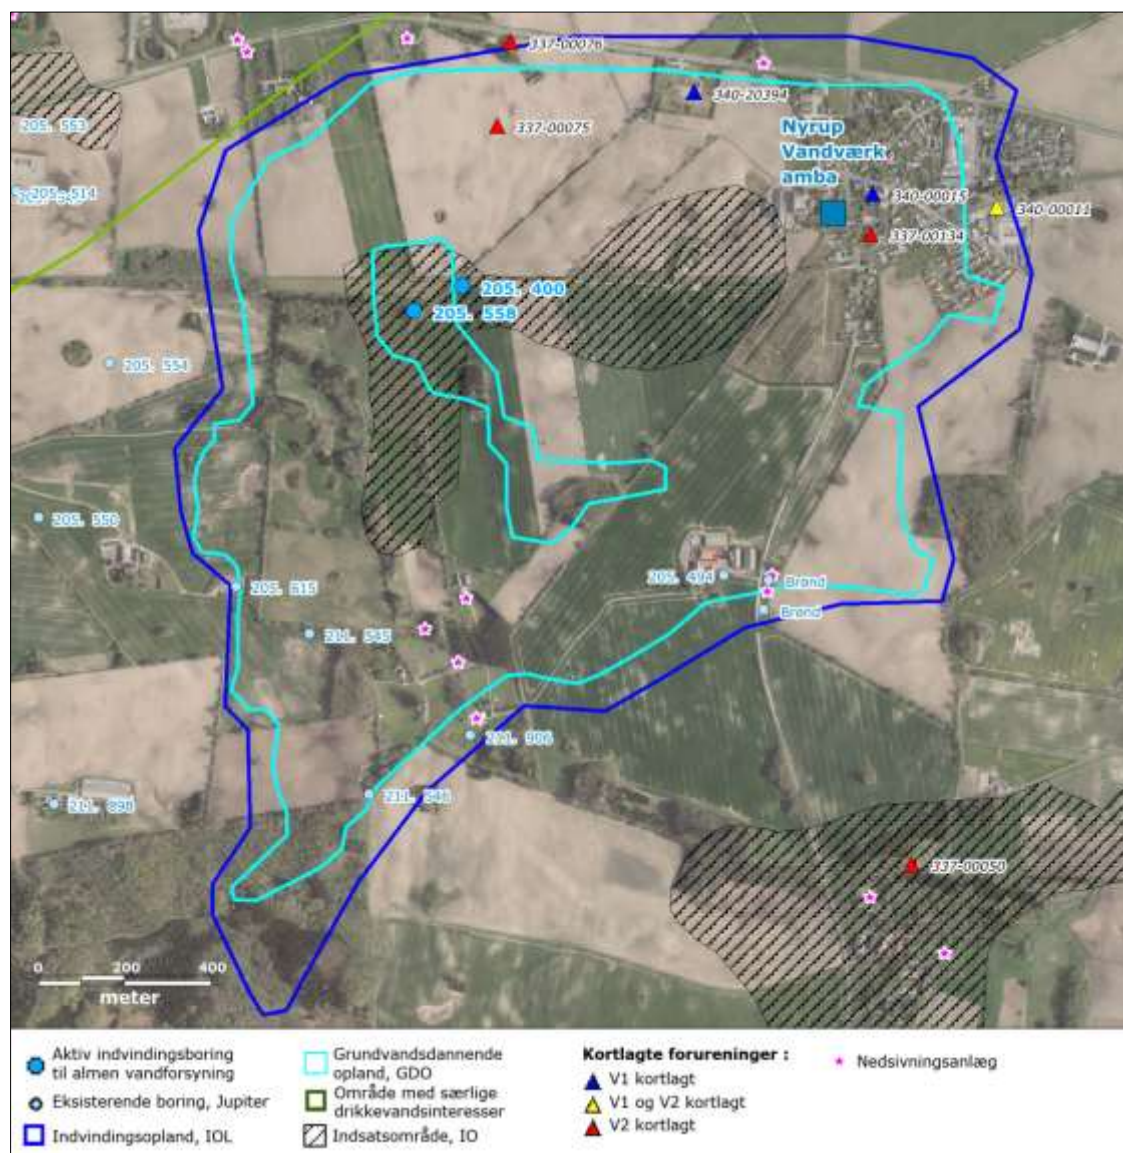 337-00076
340-20394
337-00075
Nyrup
Vandværk
amba
205. 553
205. 514
340-00015
340-00011
337-00134
205. 400
205. 558
205. 554
205. 550
205. 494
Brønd
Brønd
205. 615
211. 545
211. 906
211. 546
211. 898
337-00050
0 200 400
meter
Aktiv indvindingsboring
til almen vandforsyning
Eksisterende boring, Jupiter
Indvindingsopland, IOL
Grundvandsdannende
opland, GDO
Område med særlige
drikkevandsinteresser
Indsatsområde, IO
Kortlagte forureninger :
V1 kortlagt
V1 og V2 kortlagt
V2 kortlagt
Nedsivningsanlæg